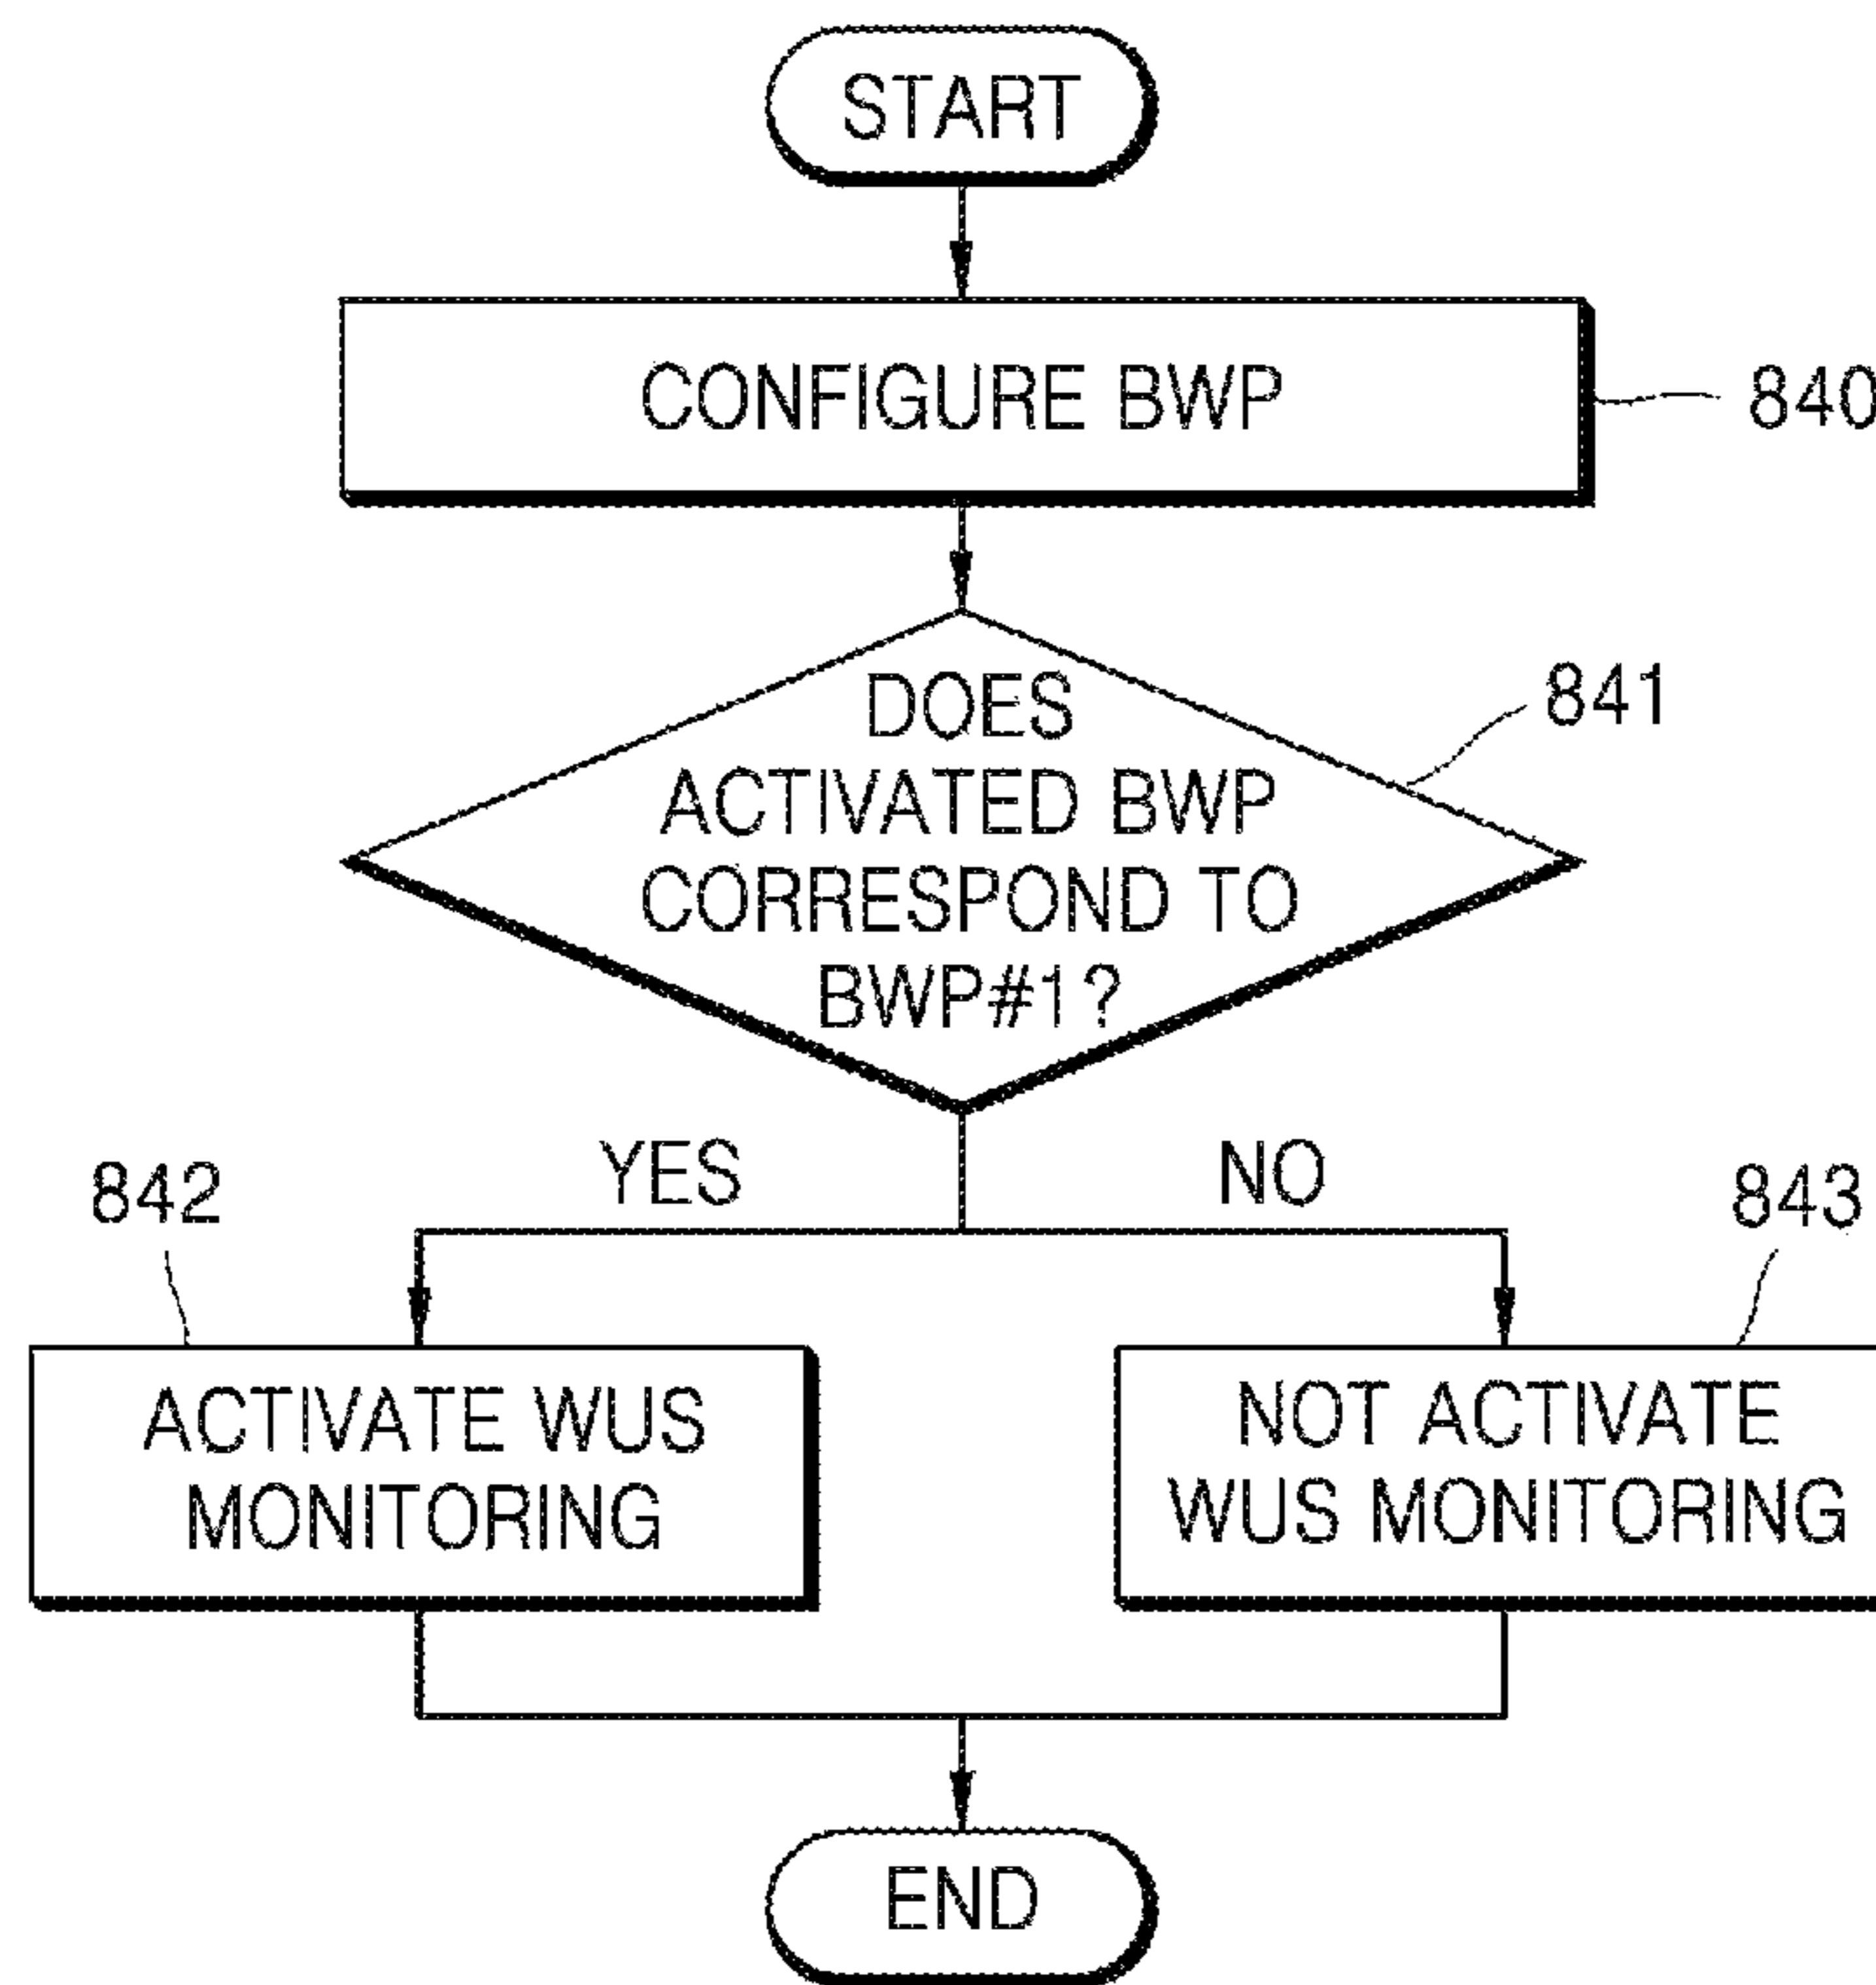 START
CONFIGURE BWP
840
DOES
ACTIVATED BWP
CORRESPOND TO
BWP#1?
841
YES
NO
842
843
ACTIVATE WUS
MONITORING
NOT ACTIVATE
WUS MONITORING
END